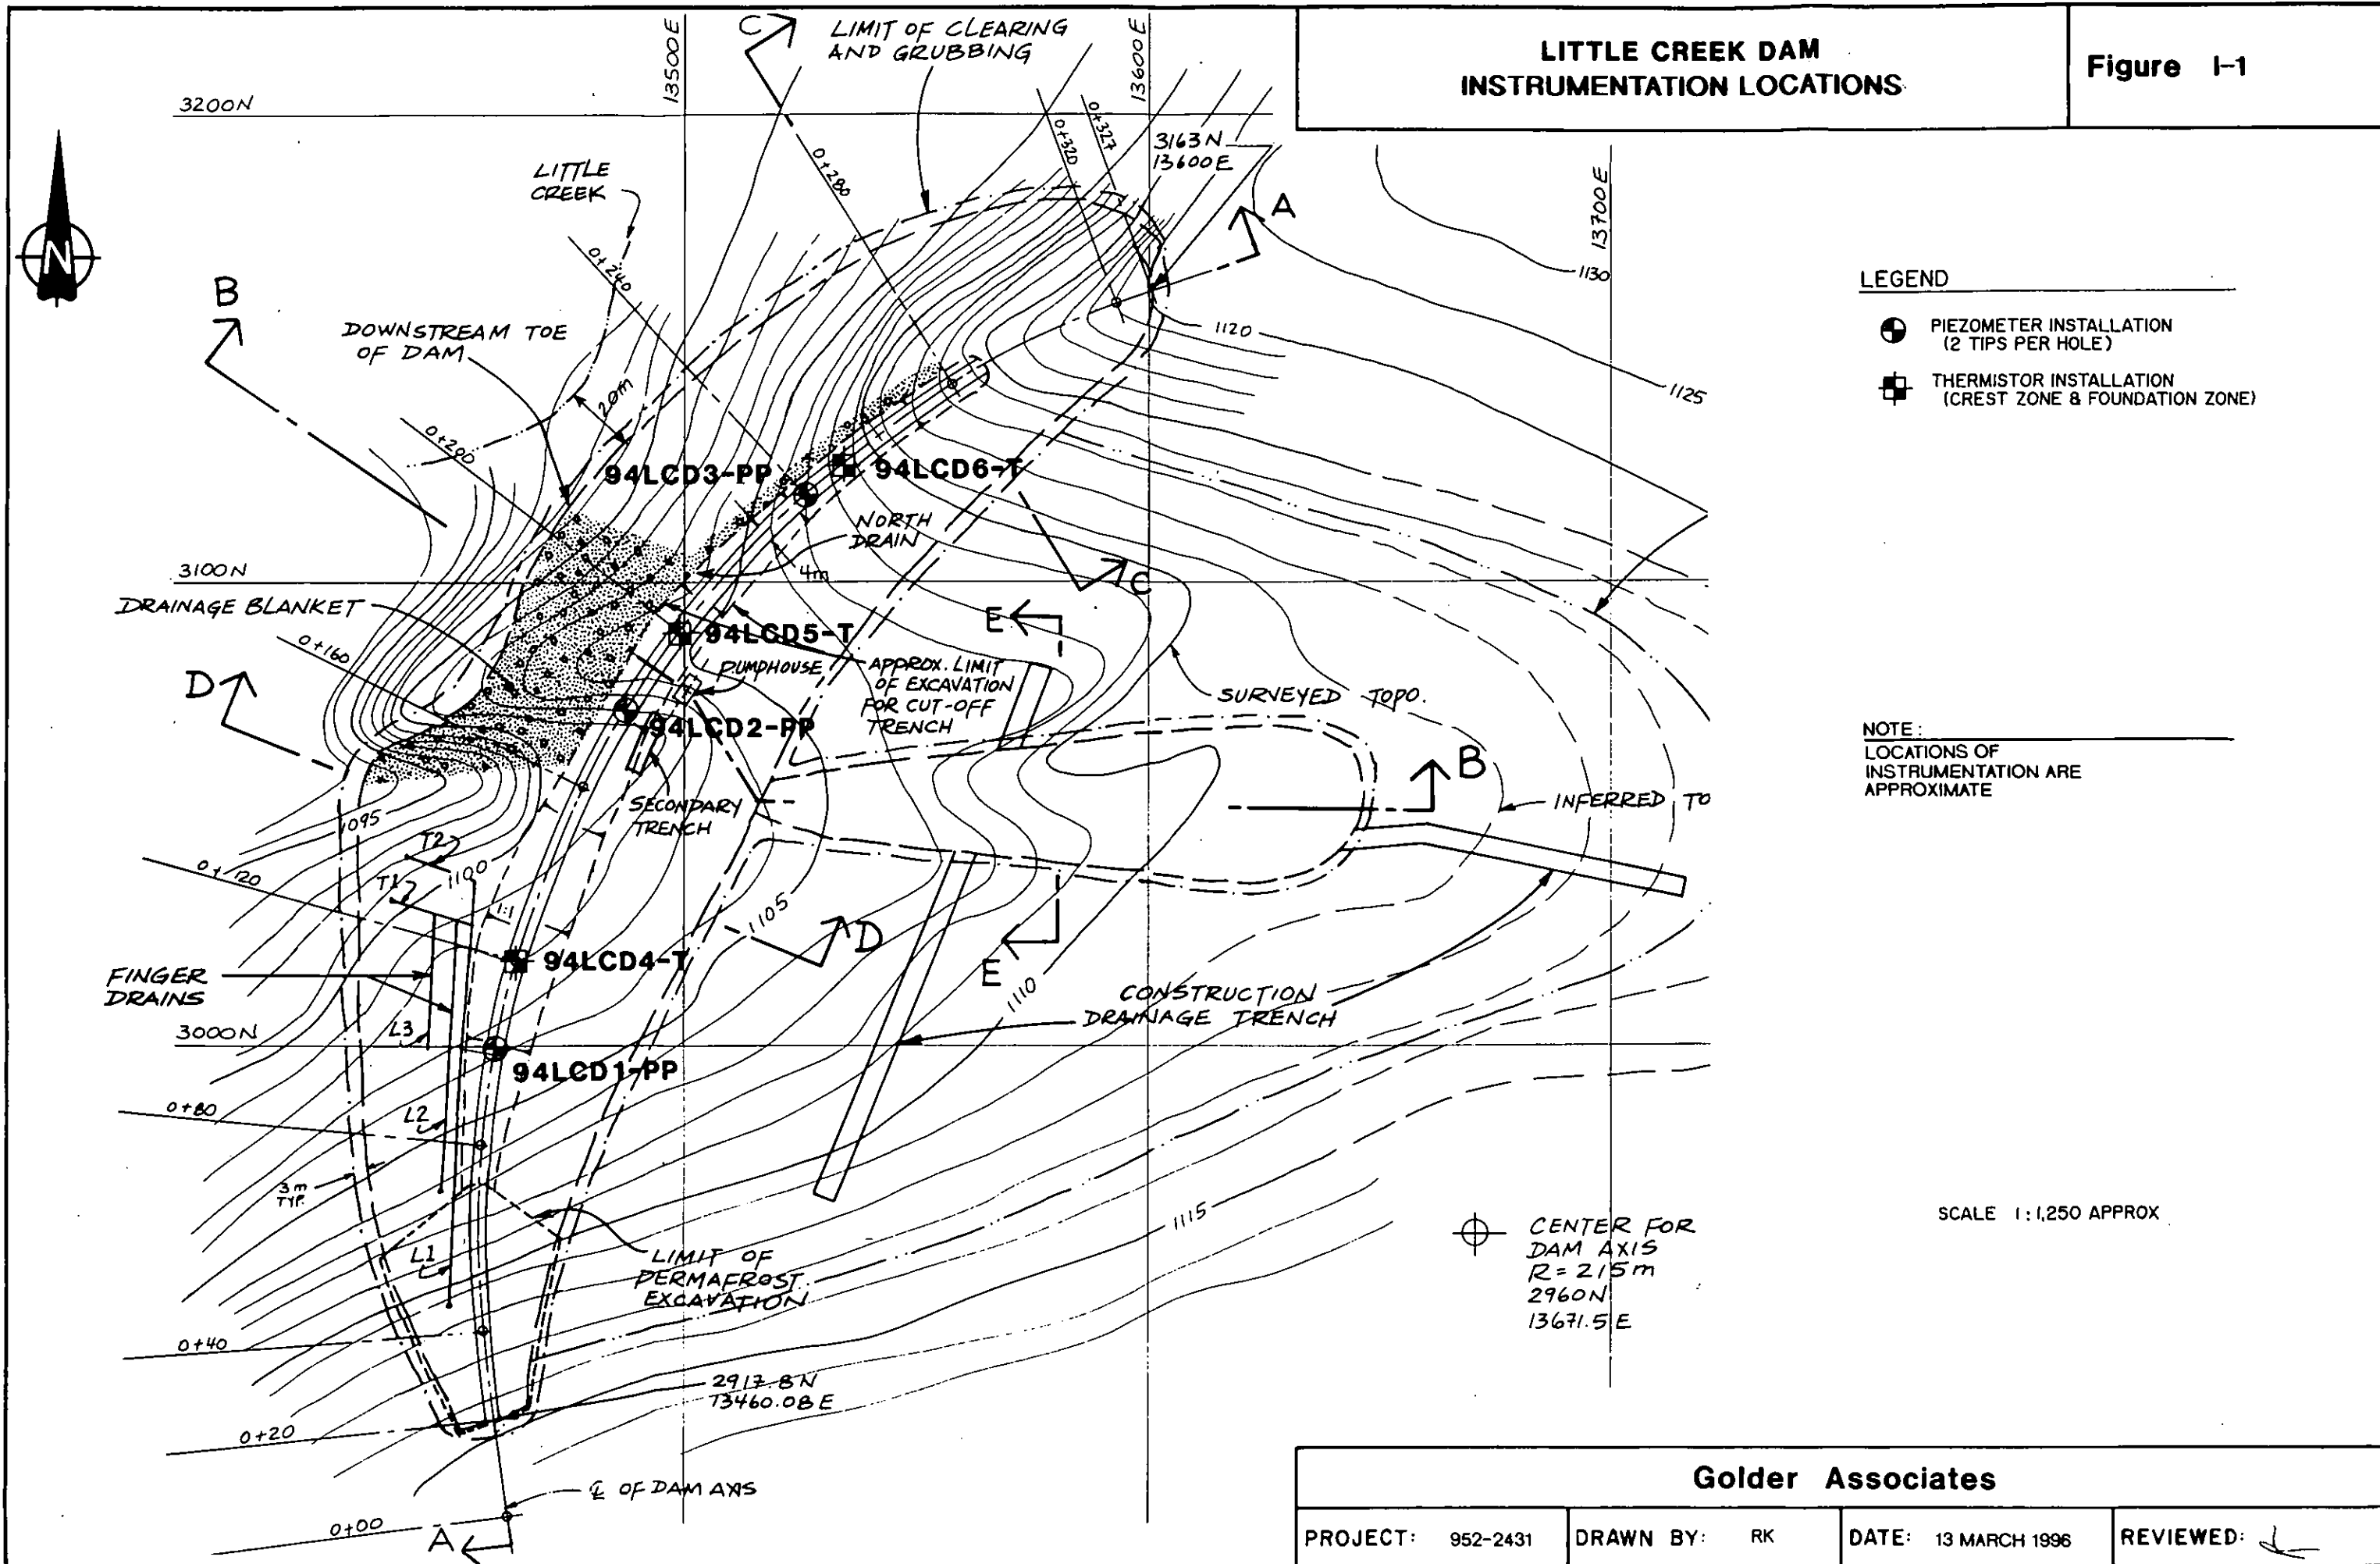 LITTLE CREEK DAM
INSTRUMENTATION LOCATIONS
Figure I-1
C
LIMIT OF CLEARING
AND GRUBBING
13500E
13600E
3200N
0+280
0+320
0+327
3163N
13600E
13700E
LITTLE
CREEK
N
A
0+240
1130
B
DOWNSTREAM TOE
OF DAM
1120
20m
1125
0+200
94LCD3-PP
94LCD6-T
NORTH
DRAIN
4m
C
3100N
DRAINAGE BLANKET
E
94LCD5-T
0+160
PUMPHOUSE
APPROX. LIMIT
OF EXCAVATION
FOR CUT-OFF
TRENCH
D
SURVEYED TOPO.
94LCD2-PP
B
SECONDARY
TRENCH
INFERRED TO
1095
T2
0+120
1100
T1
1:1
1105
D
94LCD4-T
FINGER
DRAINS
E
1110
CONSTRUCTION
DRAINAGE TRENCH
L3
3000N
94LCD1-PP
0+80
L2
3m
TYP.
1115
L1
LIMIT OF
PERMAFROST
EXCAVATION
CENTER FOR
DAM AXIS
R=215m
2960N
13671.5E
0+40
2917.8N
13460.08E
0+20
℄ OF DAM AXIS
0+00
A
LEGEND
PIEZOMETER INSTALLATION
(2 TIPS PER HOLE)
THERMISTOR INSTALLATION
(CREST ZONE & FOUNDATION ZONE)
NOTE:
LOCATIONS OF
INSTRUMENTATION ARE
APPROXIMATE
SCALE 1:1,250 APPROX
Golder Associates
PROJECT: 952-2431
DRAWN BY: RK
DATE: 13 MARCH 1996
REVIEWED: